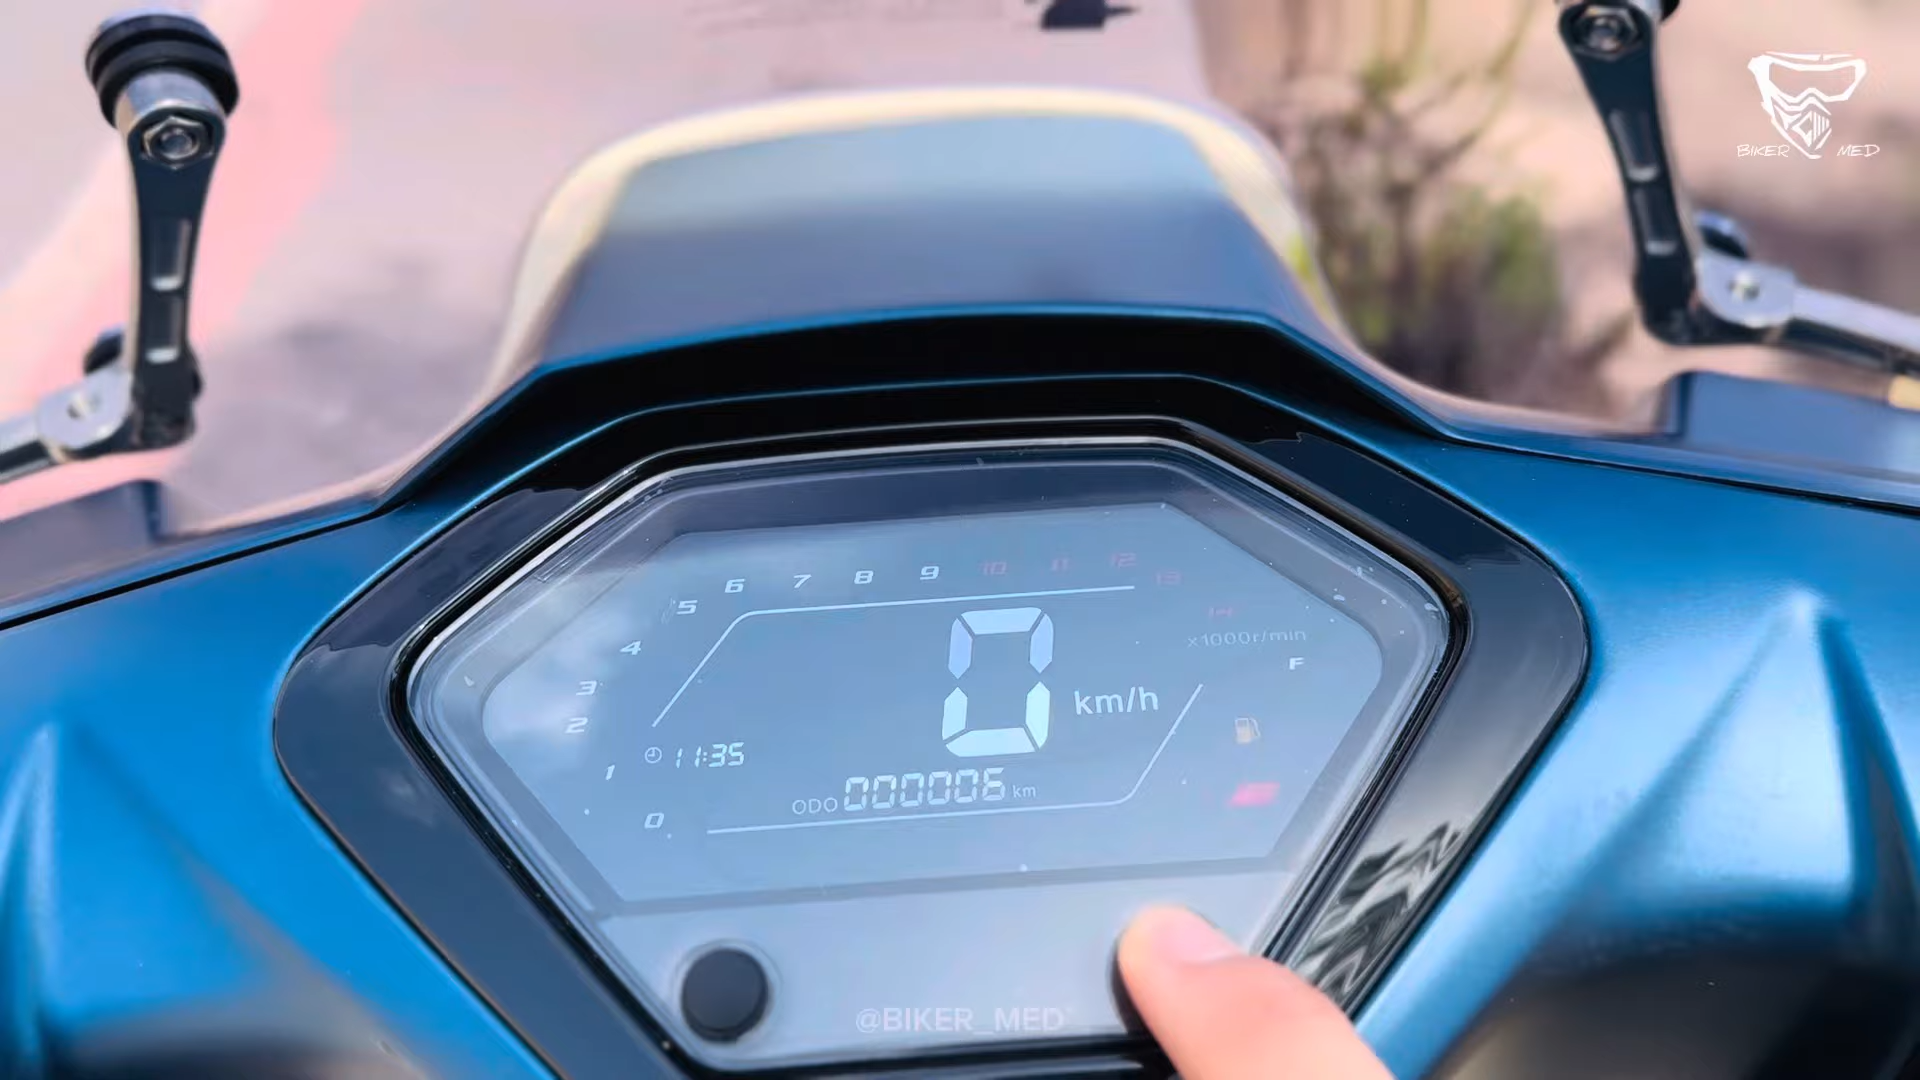 BIKER MED
5 6 7 8 9 10 11 12 13
4
14
x1000r/min
3
F
2
0 km/h
1
11:35
ODO 000006 km
0
@BIKER_MED